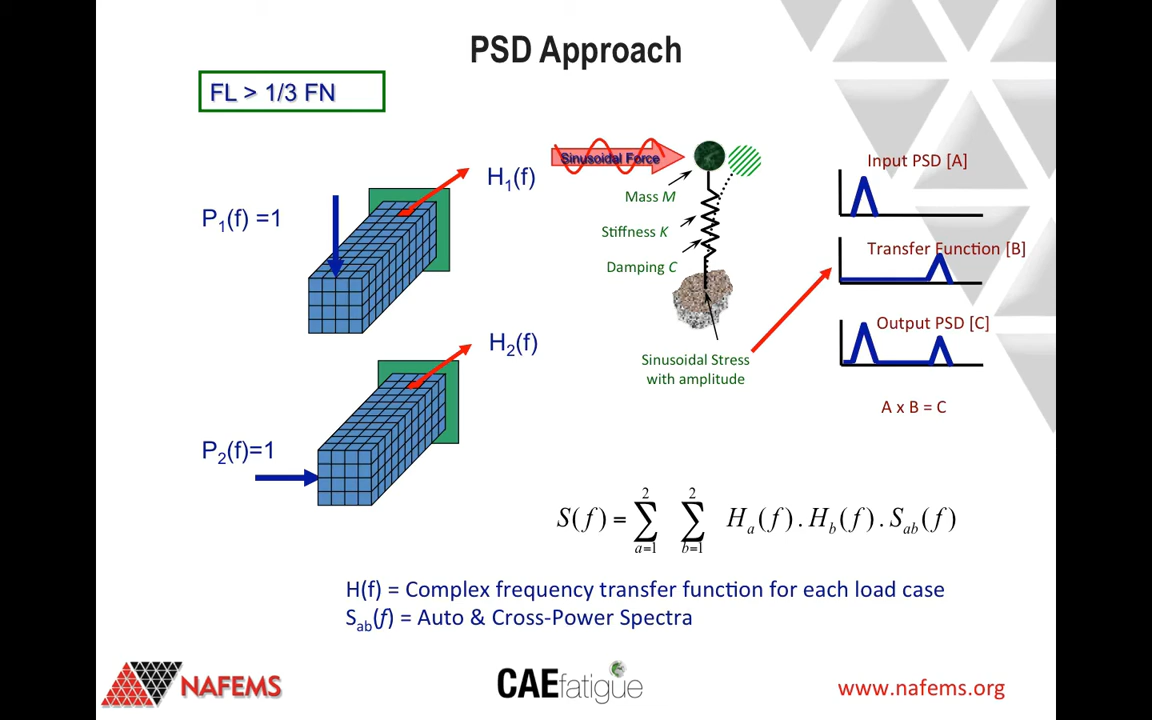 PSD Approach
FL > 1/3 FN
P1(f) =1
H1(f)
Sinusoidal Force
Mass M
Stiffness K
Damping C
Sinusoidal Stress
with amplitude
Input PSD [A]
Transfer Function [B]
Output PSD [C]
A x B = C
P2(f)=1
H2(f)
S(f) = ∑_{a=1}^{2} ∑_{b=1}^{2} H_a(f) . H_b(f) . S_ab(f)
H(f) = Complex frequency transfer function for each load case
Sab(f) = Auto & Cross-Power Spectra
NAFEMS
CAEfatigue
www.nafems.org